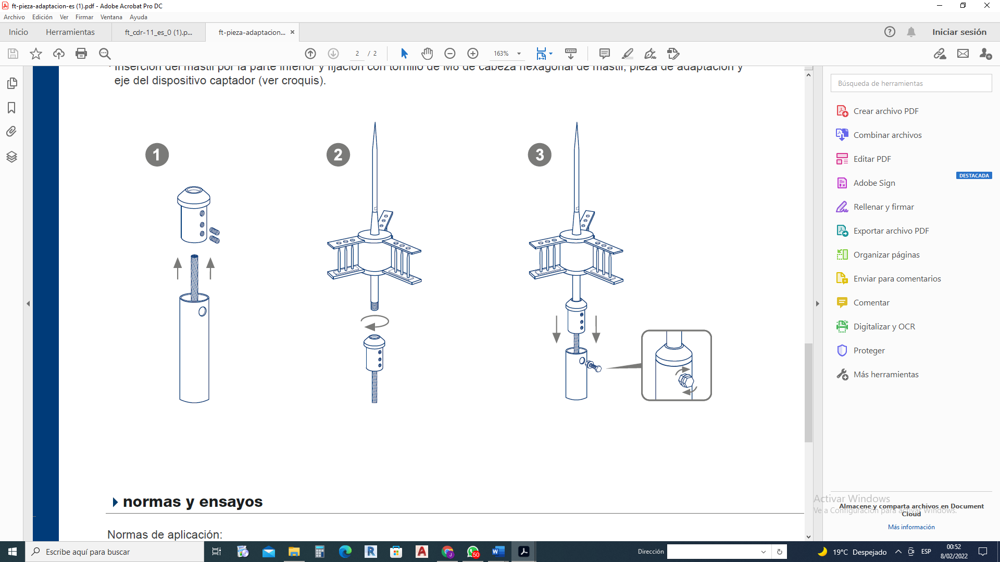 ft-pieza-adaptacion-es (1).pdf - Adobe Acrobat Pro DC
Archivo Edición Ver Firmar Ventana Ayuda
Inicio Herramientas ft_cdr-11_es_0 (1).p... ft-pieza-adaptacion... × Iniciar sesión
2 / 2 163%
Inserción del mástil por la parte inferior y fijación con tornillo de M8 de cabeza hexagonal de mástil, pieza de adaptación y
eje del dispositivo captador (ver croquis).
1 2 3
normas y ensayos
Normas de aplicación:
Búsqueda de herramientas
Crear archivo PDF
Combinar archivos
Editar PDF
DESTACADA
Adobe Sign
Rellenar y firmar
Exportar archivo PDF
Organizar páginas
Enviar para comentarios
Comentar
Digitalizar y OCR
Proteger
Más herramientas
Activar Windows
Ve a Configuración para activar Windows.
Almacene y comparta archivos en Document
Cloud
Más información
Escribe aquí para buscar
R
A
J
50
W
Dirección
19°C Despejado
ESP
00:52
8/02/2022